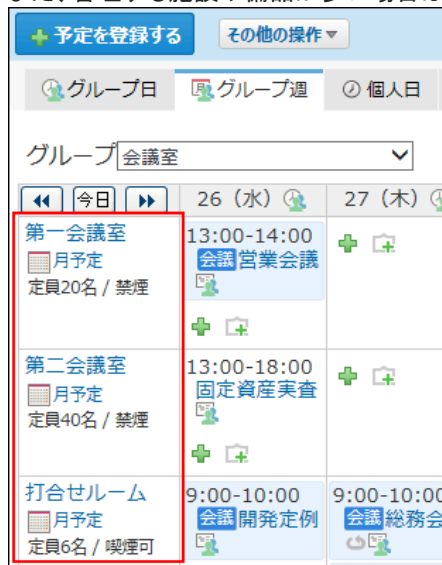 予定を登録する その他の操作
グループ日 グループ週 個人日
グループ 会議室
今日 26（水） 27（木）
第一会議室
月予定
定員20名 / 禁煙
13:00-14:00
会議 営業会議
第二会議室
月予定
定員40名 / 禁煙
13:00-18:00
固定資産実査
打合せルーム
月予定
定員6名 / 喫煙可
9:00-10:00
会議 開発定例
9:00-10:00
会議 総務会